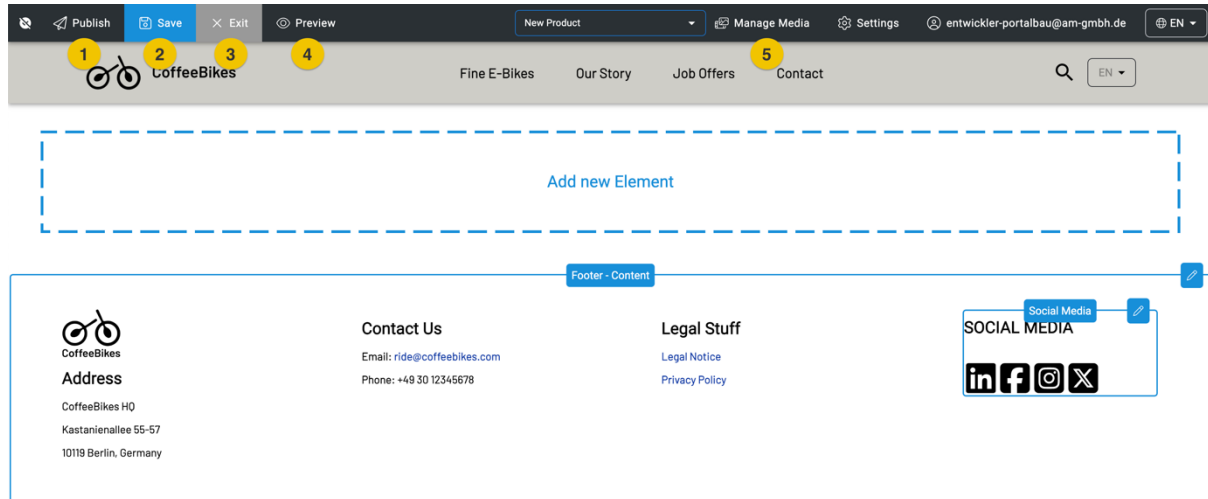 Publish
Save
Exit
Preview
New Product
Manage Media
Settings
entwickler-portalbau@am-gmbh.de
EN
1
2
3
4
5
CoffeeBikes
Fine E-Bikes
Our Story
Job Offers
Contact
EN
Add new Element
Footer - Content
Social Media
CoffeeBikes
Address
CoffeeBikes HQ
Kastanienallee 55-57
10119 Berlin, Germany
Contact Us
Email: ride@coffeebikes.com
Phone: +49 30 12345678
Legal Stuff
Legal Notice
Privacy Policy
SOCIAL MEDIA